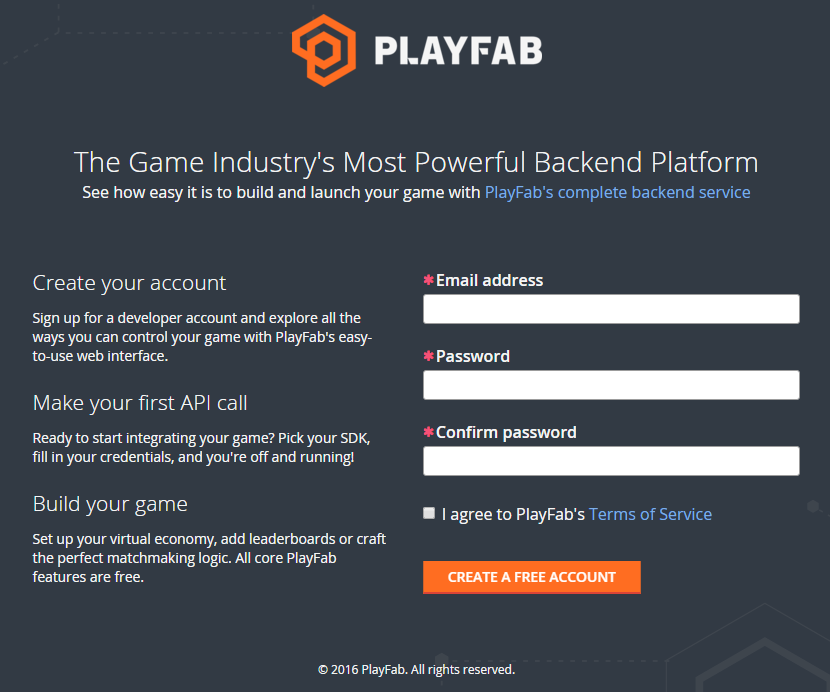 PLAYFAB
The Game Industry's Most Powerful Backend Platform
See how easy it is to build and launch your game with PlayFab's complete backend service
Create your account
Sign up for a developer account and explore all the
ways you can control your game with PlayFab's easy-
to-use web interface.
Make your first API call
Ready to start integrating your game? Pick your SDK,
fill in your credentials, and you're off and running!
Build your game
Set up your virtual economy, add leaderboards or craft
the perfect matchmaking logic. All core PlayFab
features are free.
*Email address
*Password
*Confirm password
I agree to PlayFab's Terms of Service
CREATE A FREE ACCOUNT
© 2016 PlayFab. All rights reserved.